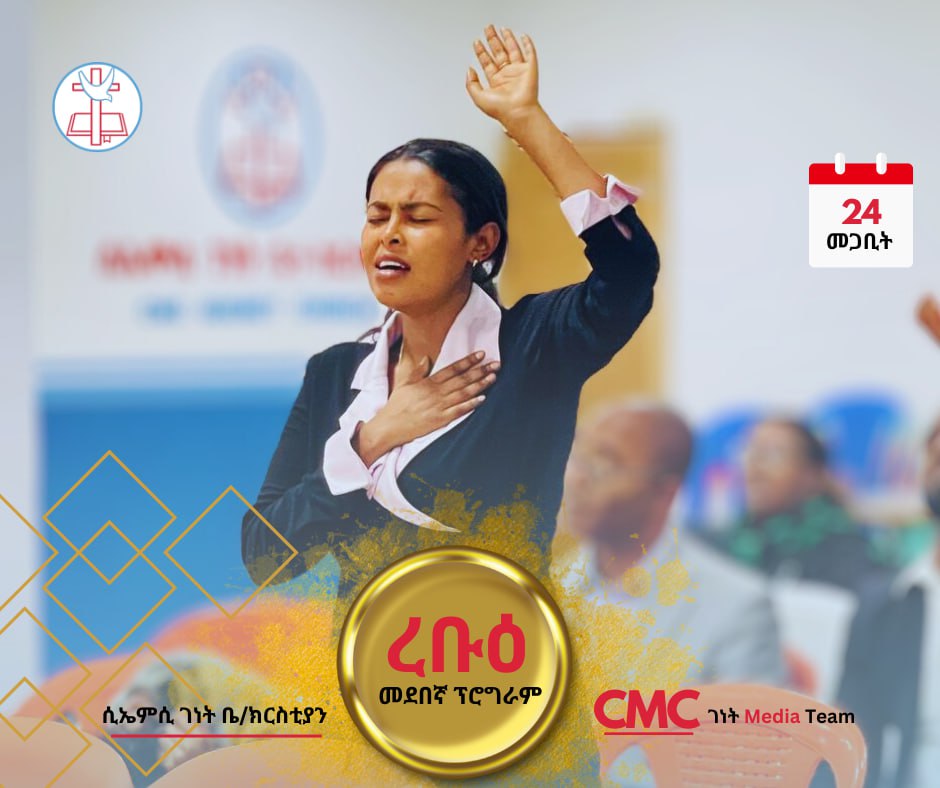 24
መጋቢት
ረቡዕ
መደበኛ ፕሮግራም
ሲኤምሲ ገነት ቤ/ክርስቲያን
CMC ገነት Media Team